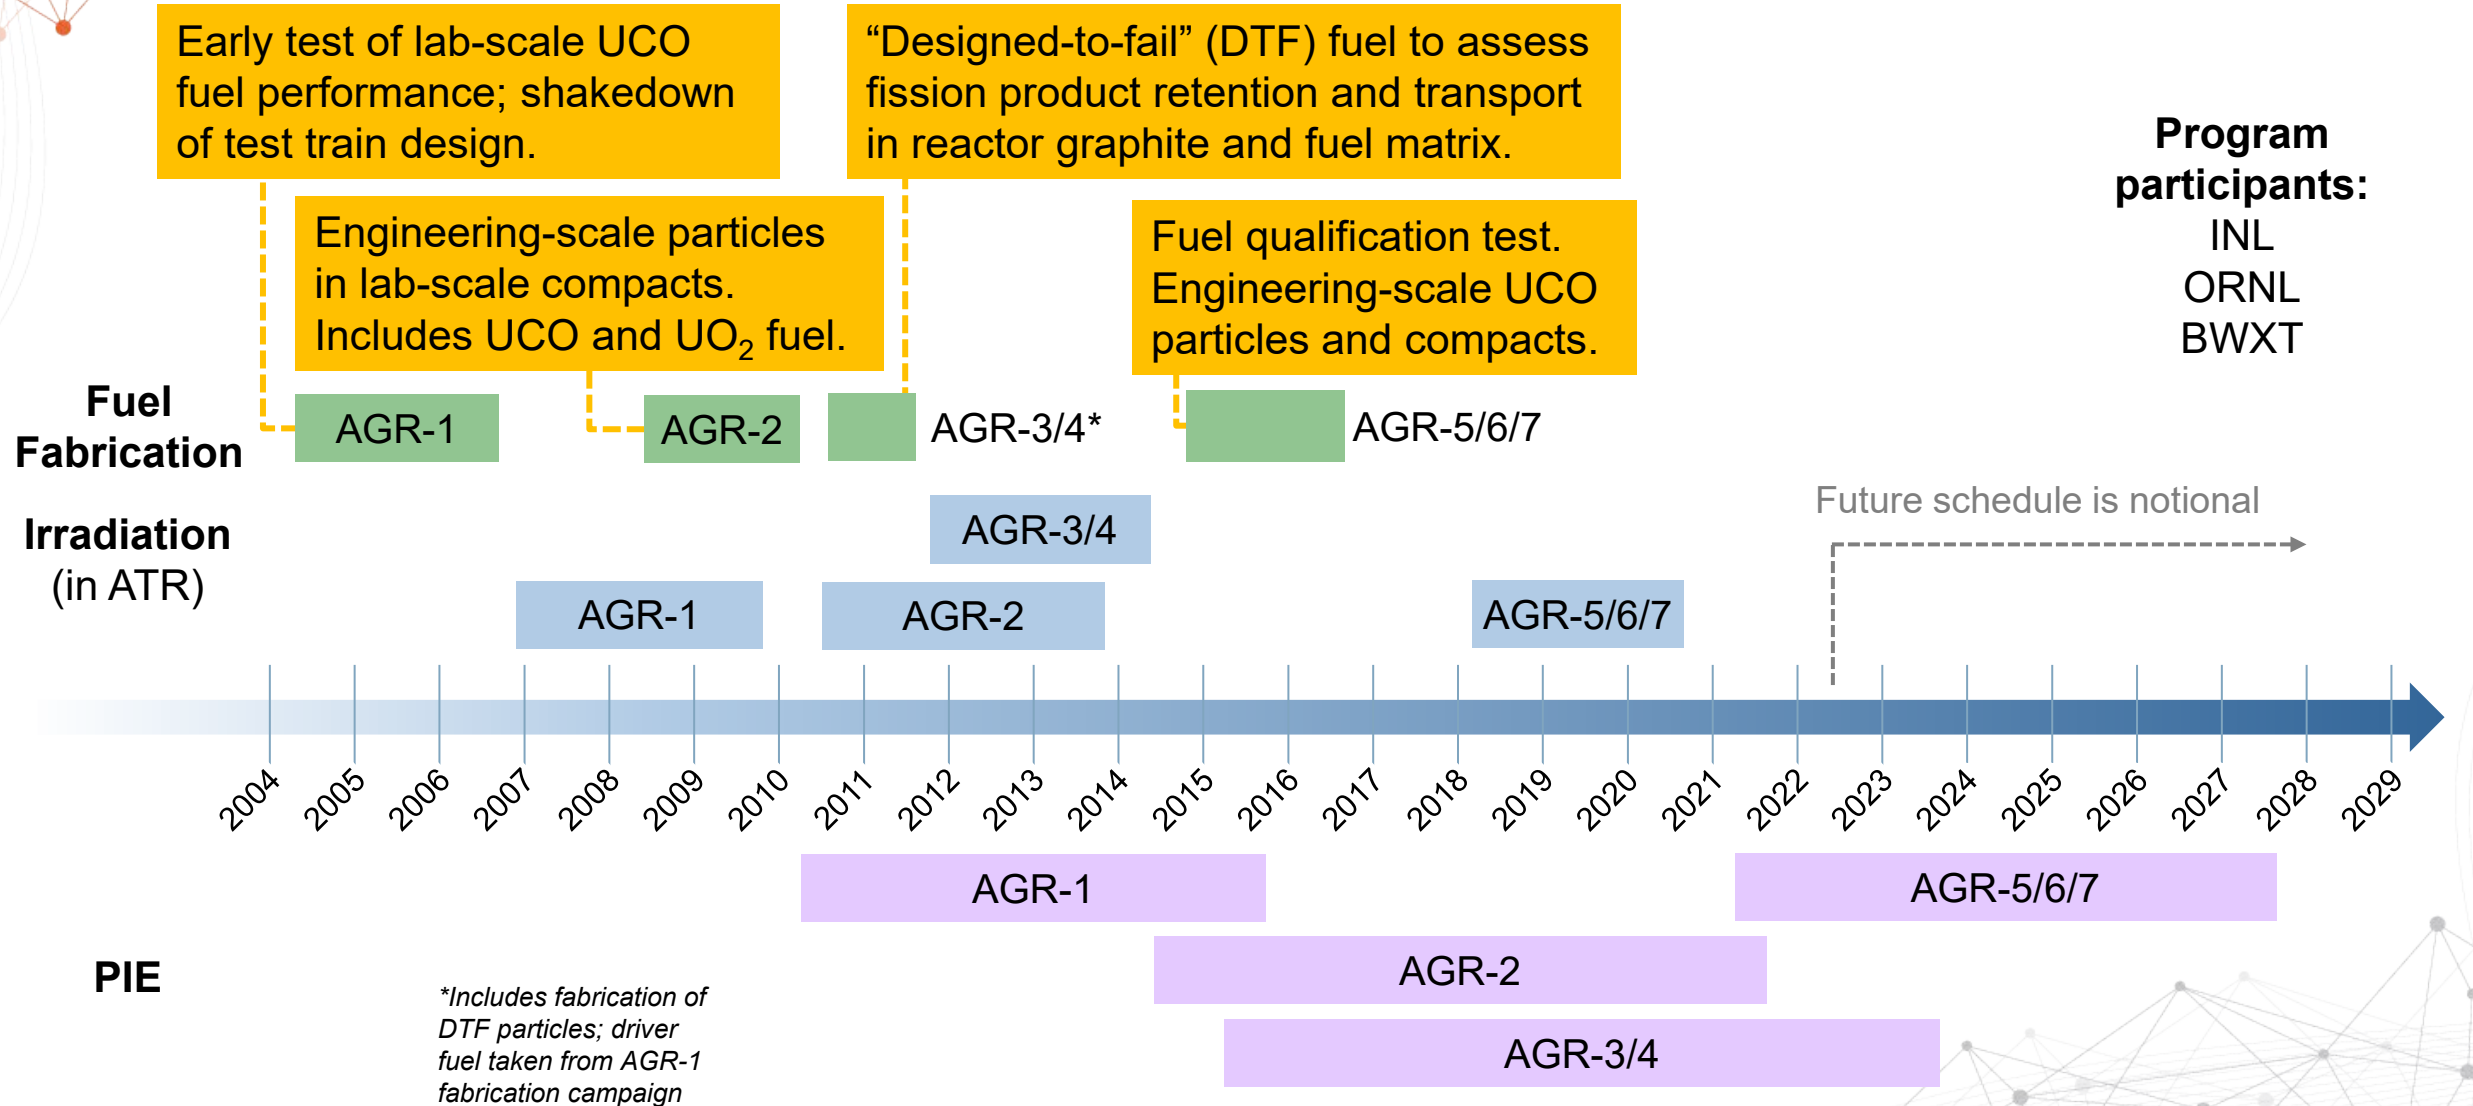 Early test of lab-scale UCO
fuel performance; shakedown
of test train design.
“Designed-to-fail” (DTF) fuel to assess
fission product retention and transport
in reactor graphite and fuel matrix.
Engineering-scale particles
in lab-scale compacts.
Includes UCO and UO₂ fuel.
Fuel qualification test.
Engineering-scale UCO
particles and compacts.
Program
participants:
INL
ORNL
BWXT
Fuel
Fabrication
AGR-1
AGR-2
AGR-3/4*
AGR-5/6/7
Irradiation
(in ATR)
AGR-3/4
AGR-1
AGR-2
AGR-5/6/7
Future schedule is notional
2004
2005
2006
2007
2008
2009
2010
2011
2012
2013
2014
2015
2016
2017
2018
2019
2020
2021
2022
2023
2024
2025
2026
2027
2028
2029
PIE
AGR-1
AGR-5/6/7
AGR-2
AGR-3/4
*Includes fabrication of
DTF particles; driver
fuel taken from AGR-1
fabrication campaign